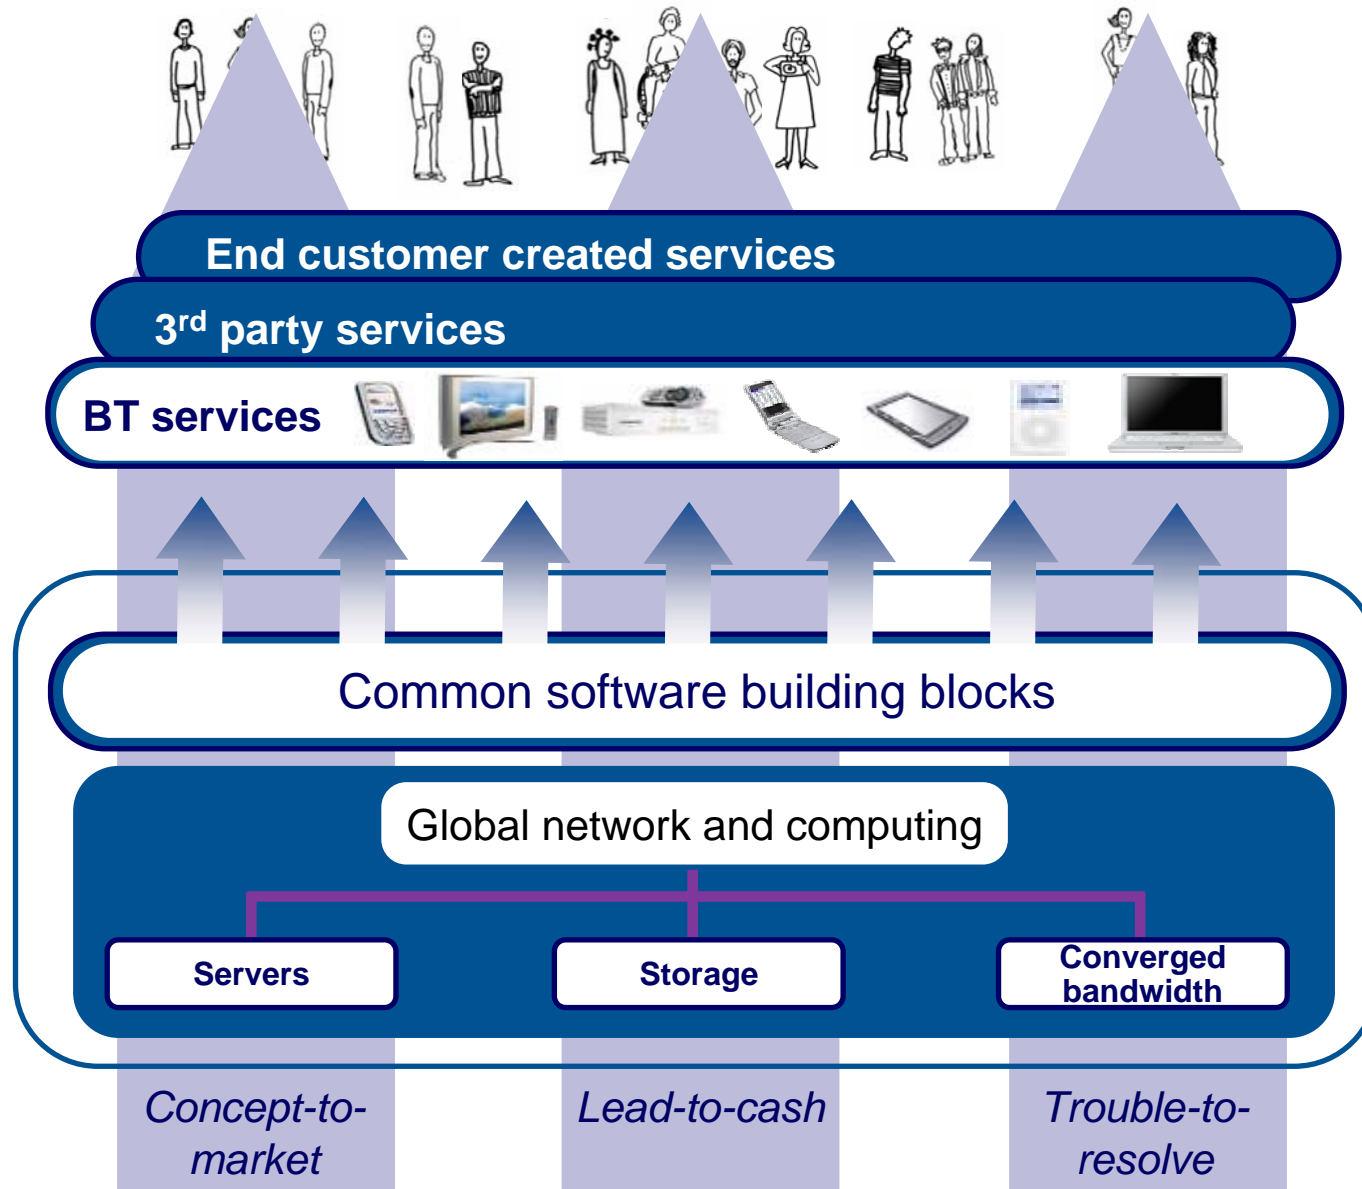 End customer created services
3rd party services
BT services
Common software building blocks
Global network and computing
Servers
Storage
Converged
bandwidth
Concept-to-
market
Lead-to-cash
Trouble-to-
resolve